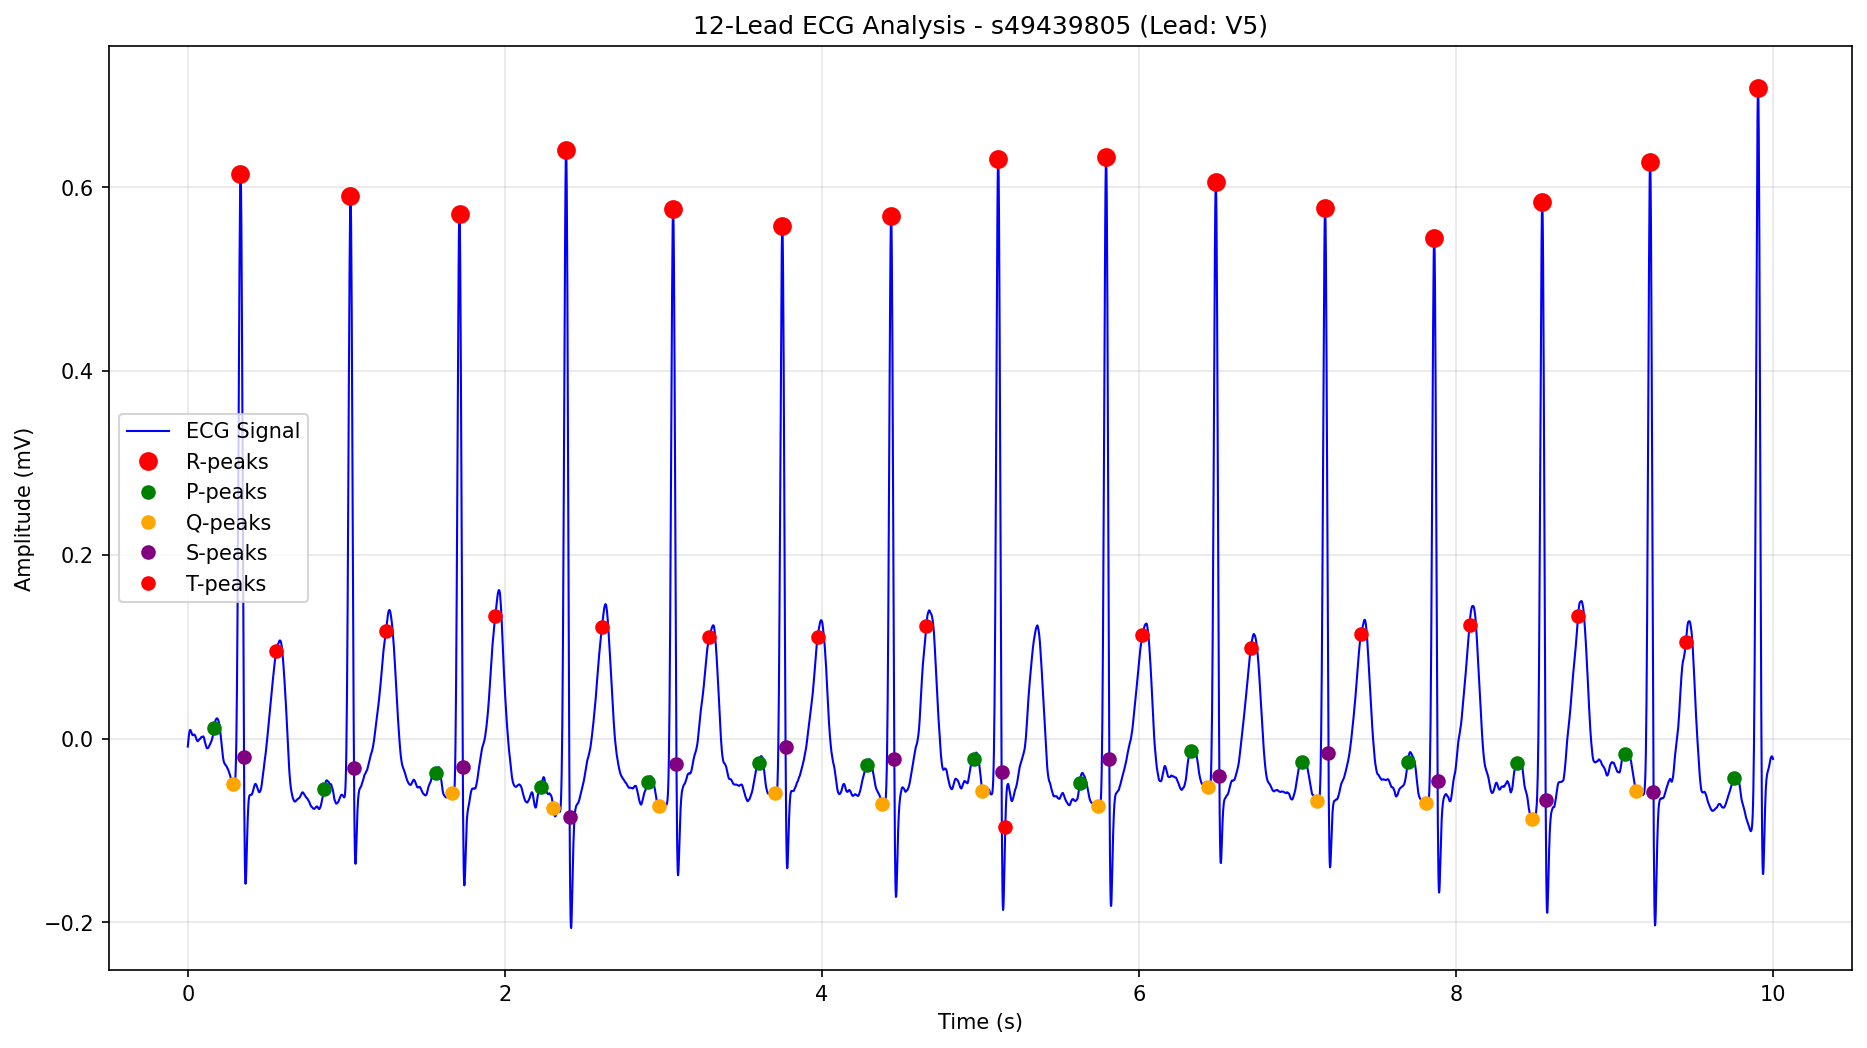 12-Lead ECG Analysis - s49439805 (Lead: V5)
Amplitude (mV)
0.6
0.4
0.2
0.0
−0.2
ECG Signal
R-peaks
P-peaks
Q-peaks
S-peaks
T-peaks
0 2 4 6 8 10
Time (s)